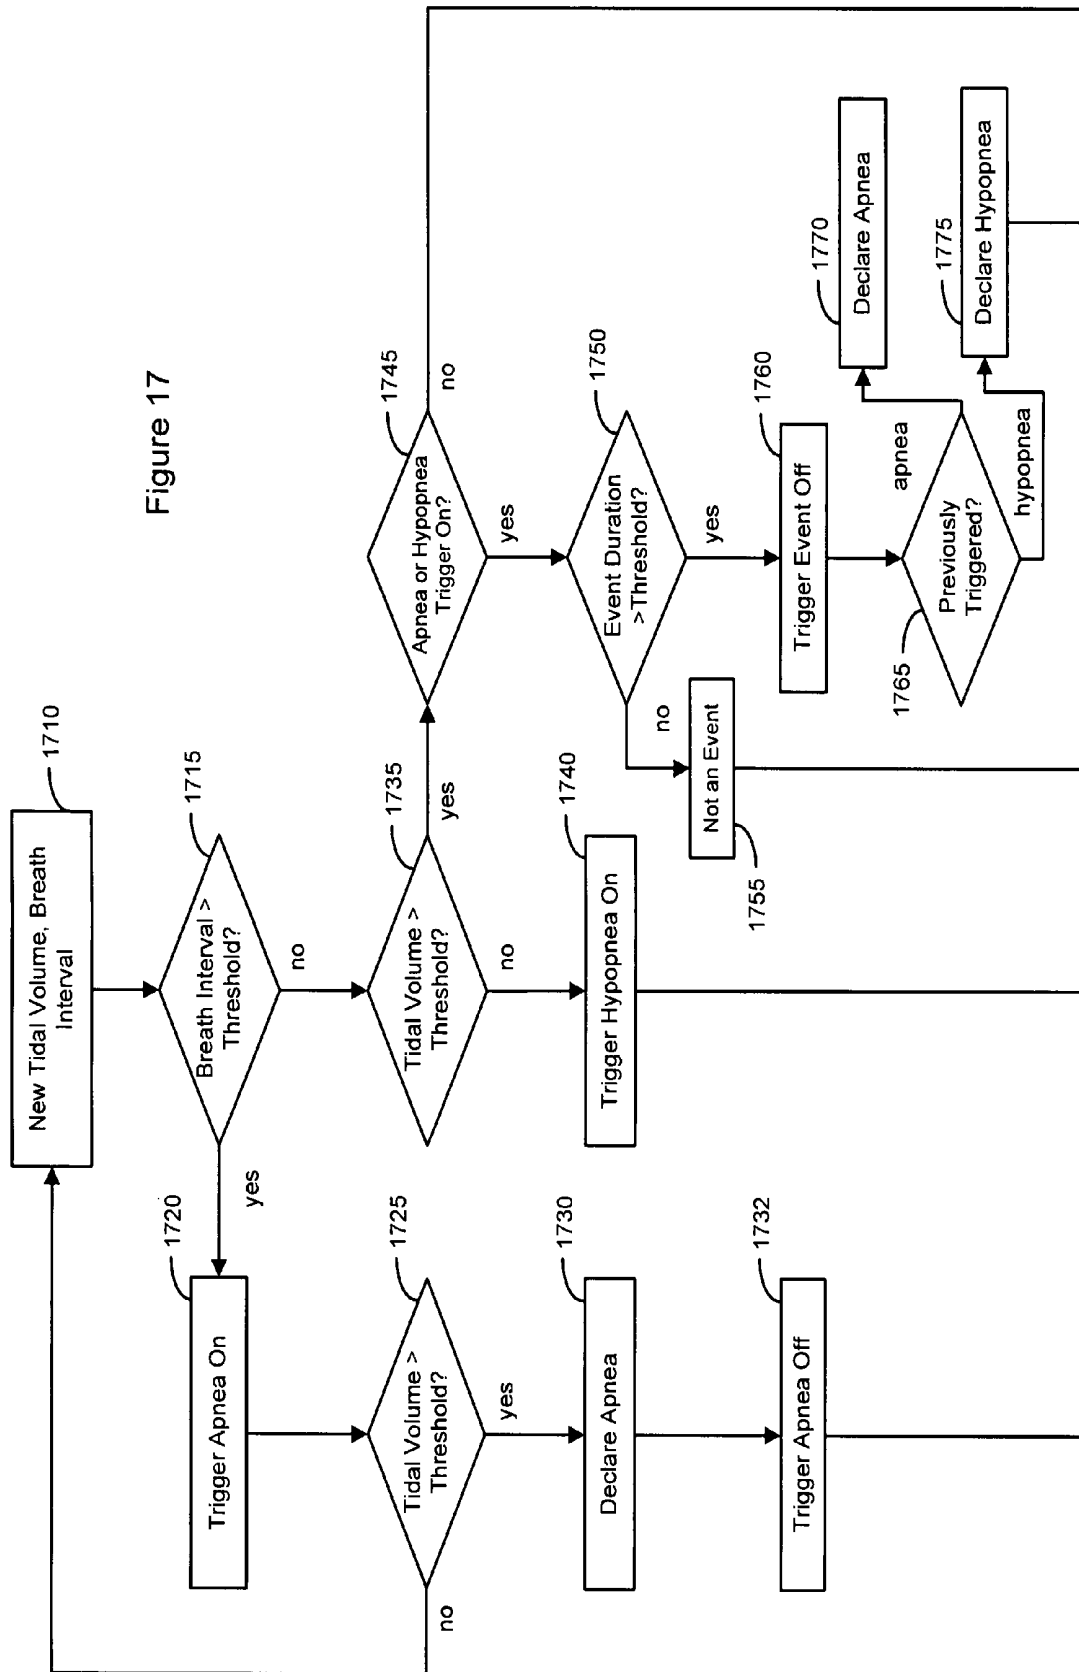 Figure 17
New Tidal Volume, Breath
Interval
1710
Breath Interval >
Threshold?
1715
yes
no
Trigger Apnea On
1720
Tidal Volume >
Threshold?
1725
no
yes
Declare Apnea
1730
Trigger Apnea Off
1732
Tidal Volume >
Threshold?
1735
yes
no
Trigger Hypopnea On
1740
Apnea or Hypopnea
Trigger On?
1745
no
yes
Event Duration
>Threshold?
1750
no
yes
Not an Event
1755
Trigger Event Off
1760
Previously
Triggered?
1765
apnea
hypopnea
Declare Apnea
1770
Declare Hypopnea
1775